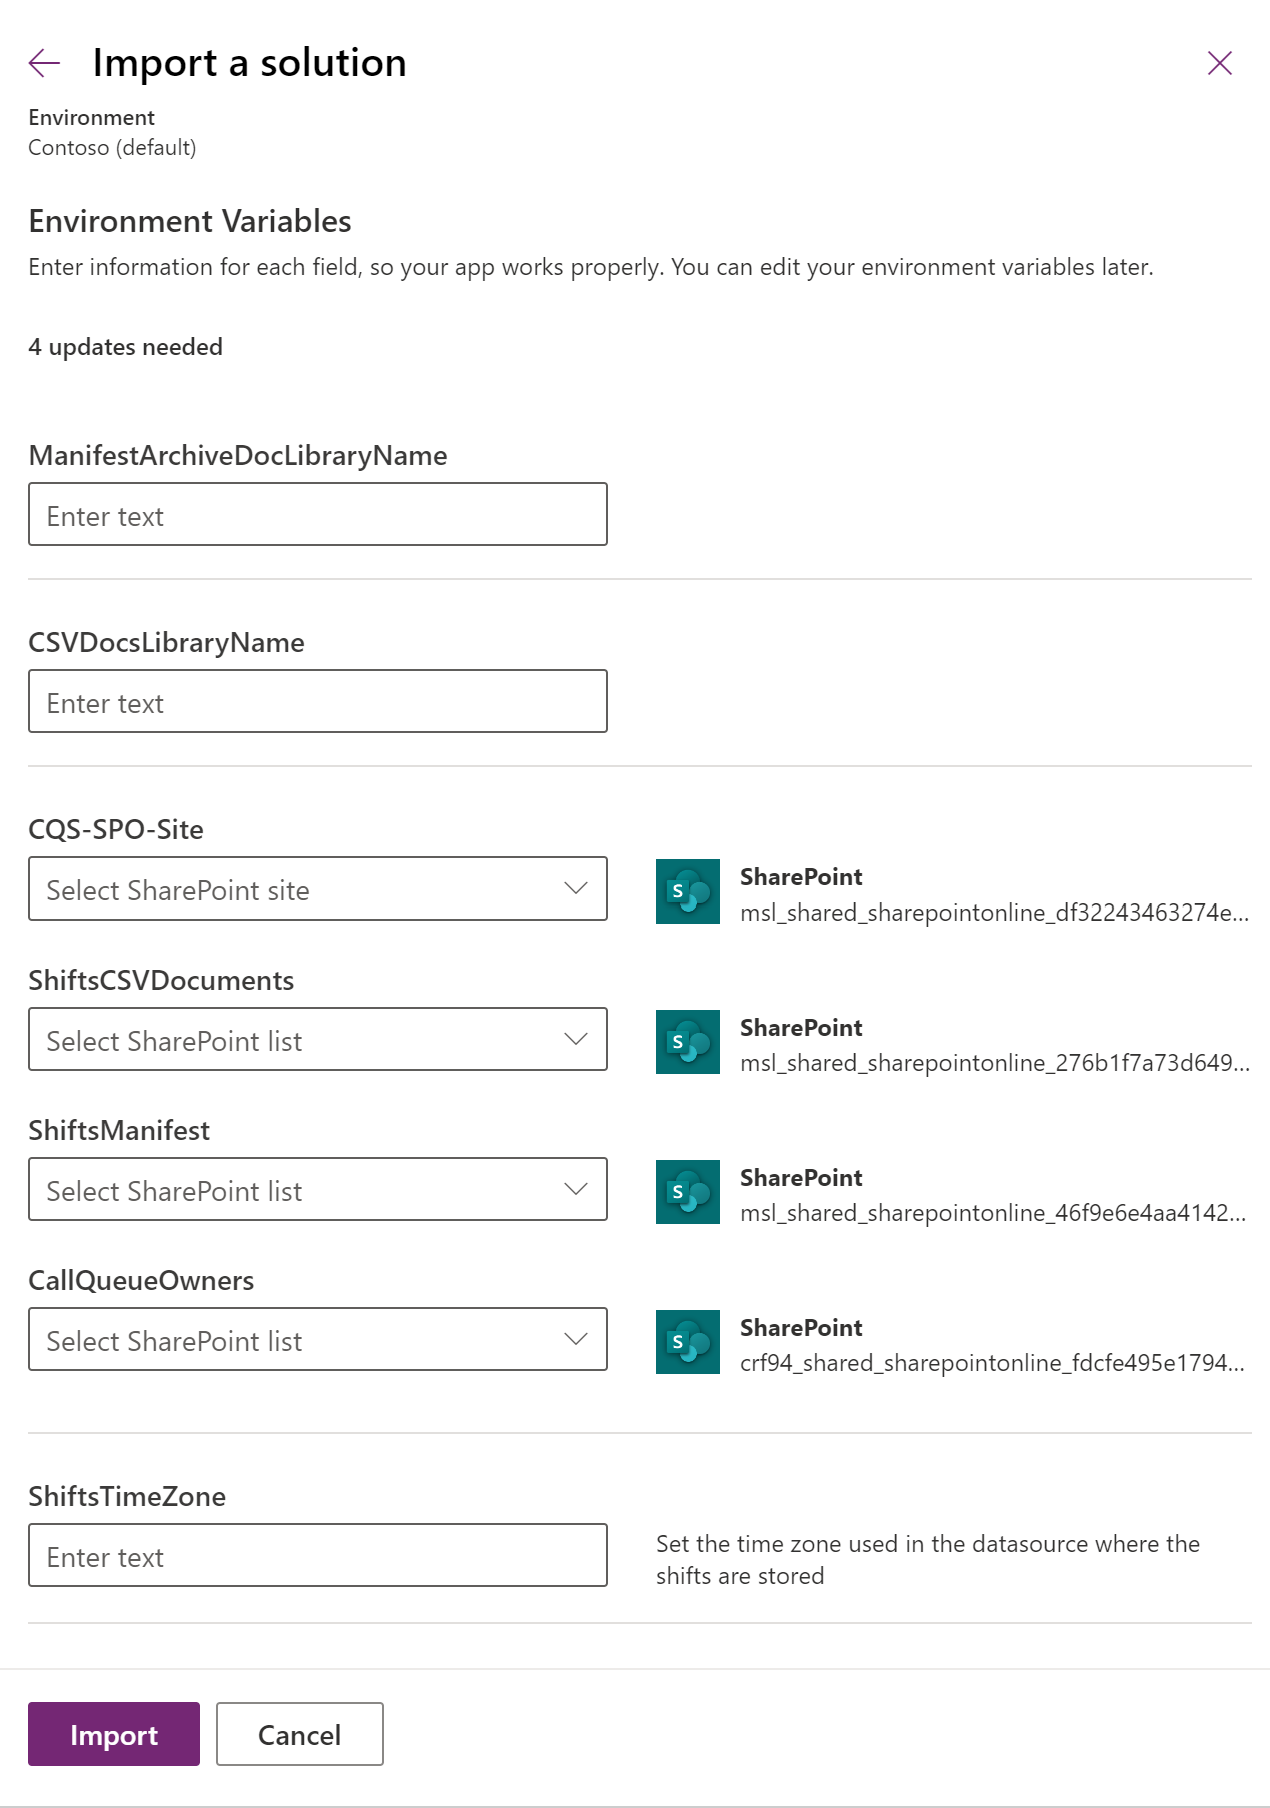 Import a solution
Environment
Contoso (default)
Environment Variables
Enter information for each field, so your app works properly. You can edit your environment variables later.
4 updates needed
ManifestArchiveDocLibraryName
Enter text
CSVDocsLibraryName
Enter text
CQS-SPO-Site
Select SharePoint site
S
SharePoint
msl_shared_sharepointonline_df32243463274e...
ShiftsCSVDocuments
Select SharePoint list
S
SharePoint
msl_shared_sharepointonline_276b1f7a73d649...
ShiftsManifest
Select SharePoint list
S
SharePoint
msl_shared_sharepointonline_46f9e6e4aa4142...
CallQueueOwners
Select SharePoint list
S
SharePoint
crf94_shared_sharepointonline_fdcfe495e1794...
ShiftsTimeZone
Enter text
Set the time zone used in the datasource where the
shifts are stored
Import
Cancel